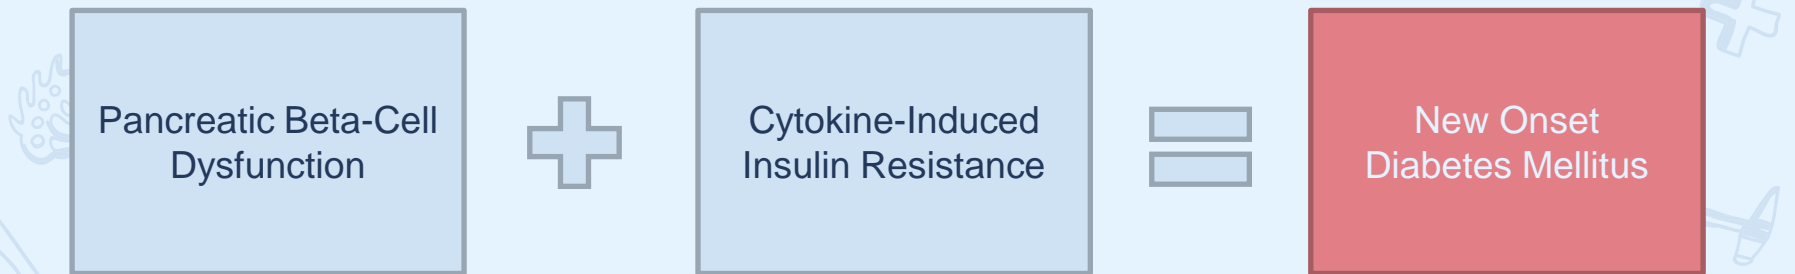 Pancreatic Beta-Cell
Dysfunction
Cytokine-Induced
Insulin Resistance
New Onset
Diabetes Mellitus